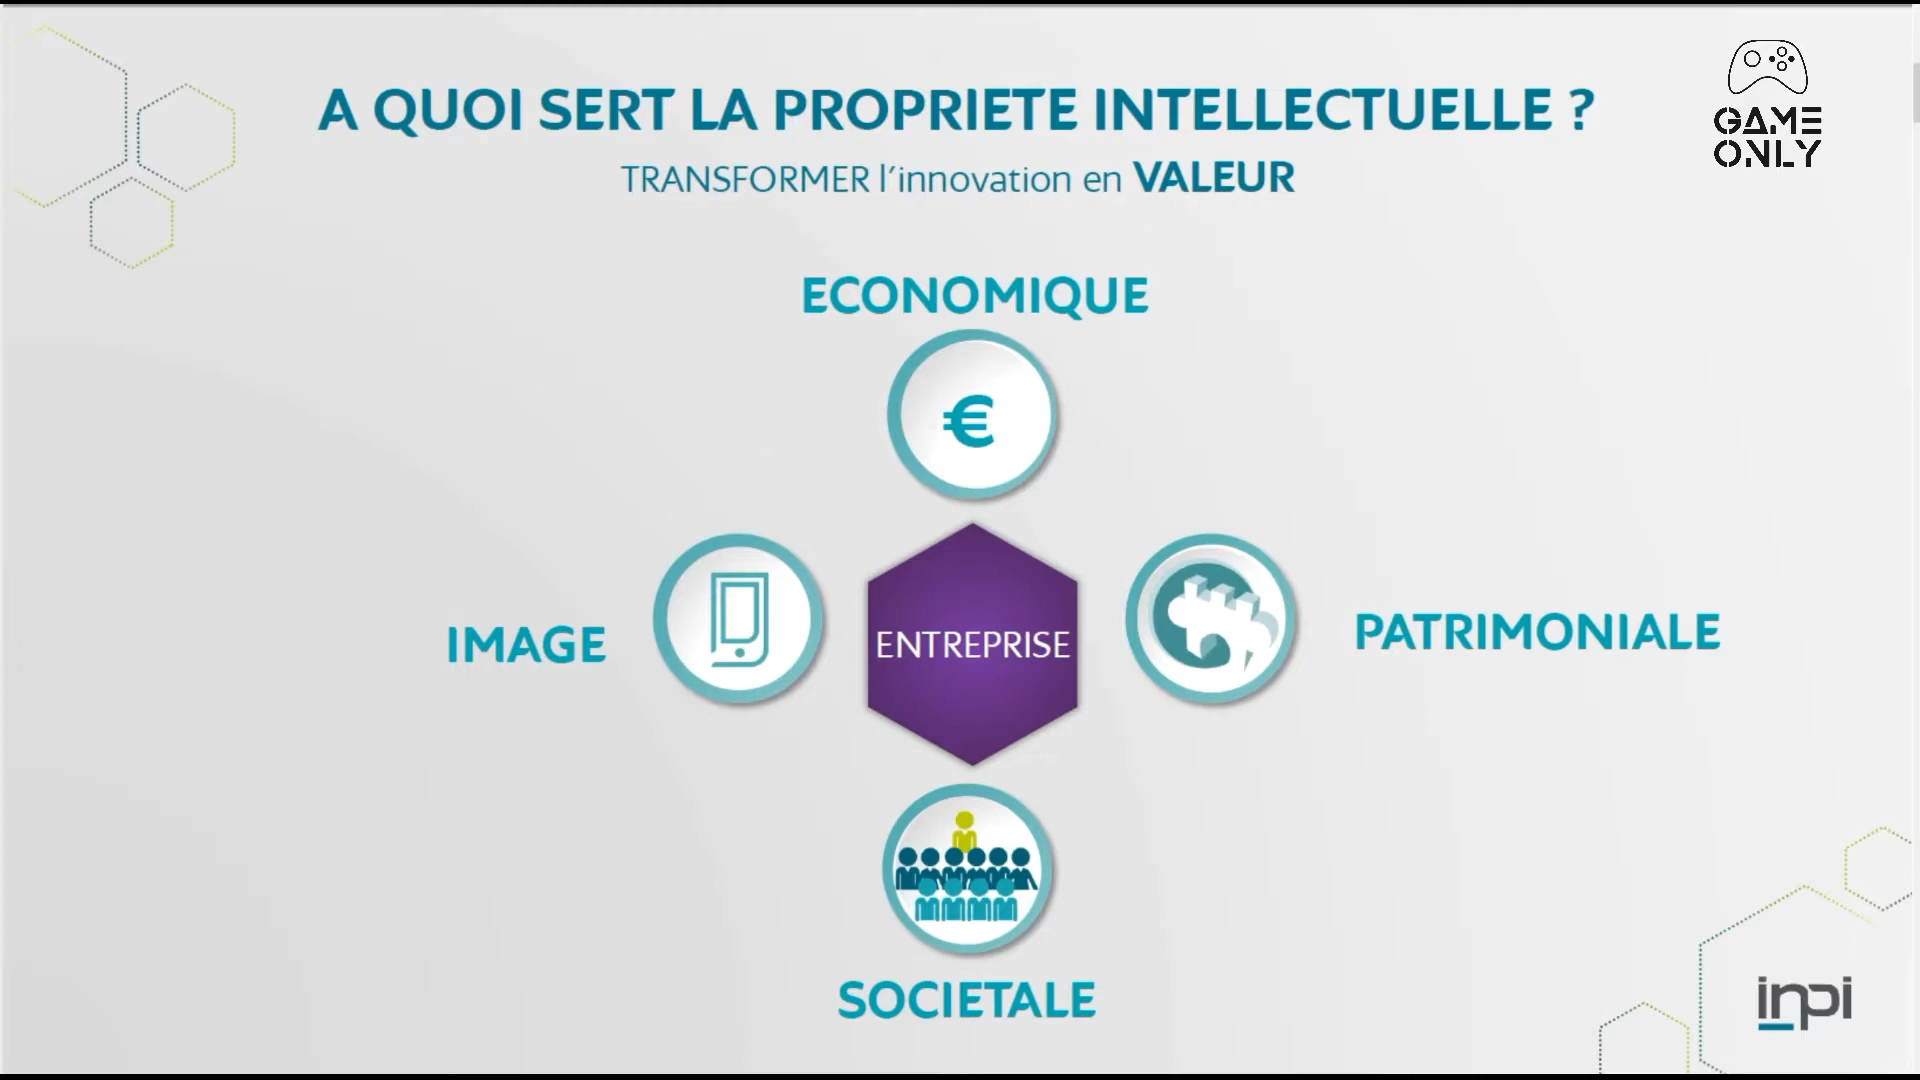 A QUOI SERT LA PROPRIETE INTELLECTUELLE ?
TRANSFORMER l'innovation en VALEUR
GAME
ONLY
ECONOMIQUE
€
IMAGE
ENTREPRISE
PATRIMONIALE
SOCIETALE
inpi